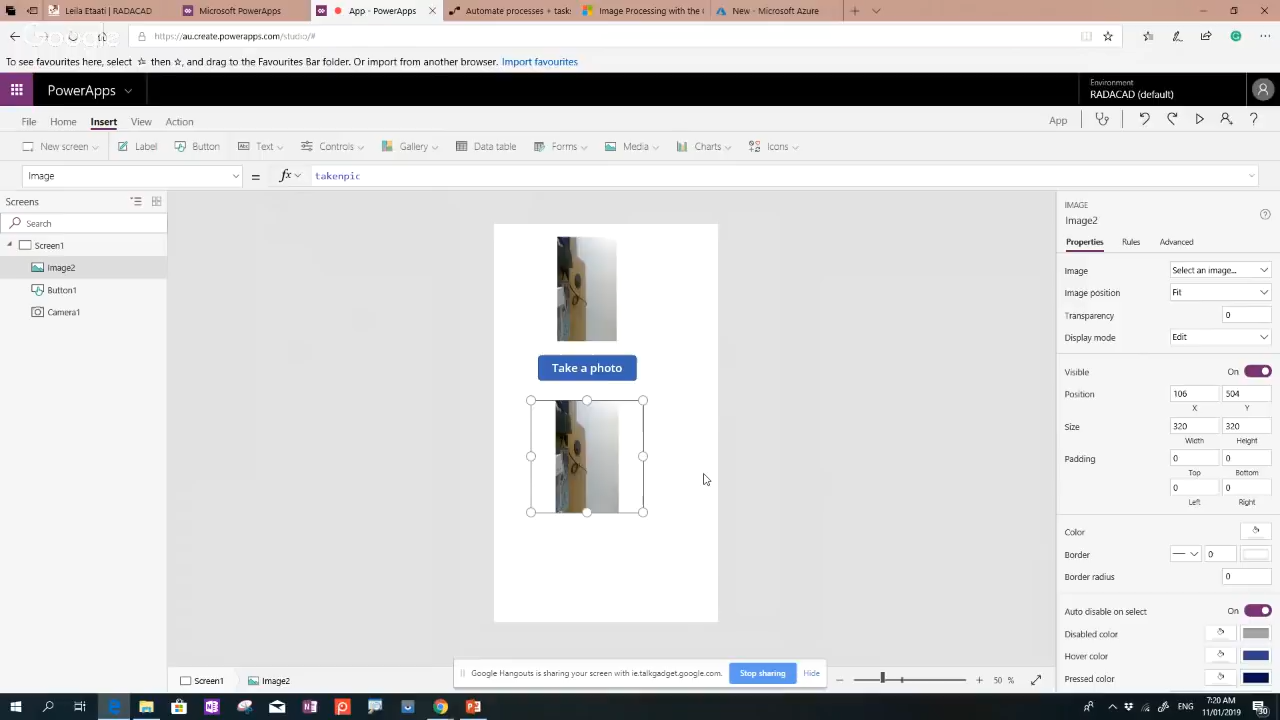 Leila Etaati | RADACAD
Microsoft PowerApps
App - PowerApps
Automate processes + task
Image Processing with the
New - Microsoft Azure
https://au.create.powerapps.com/studio/#
To see favourites here, select ☆ then ☆, and drag to the Favourites Bar folder. Or import from another browser. Import favourites
PowerApps
Environment
RADACAD (default)
File Home Insert View Action
App
New screen Label Button Text Controls Gallery Data table Forms Media Charts Icons
Image = fx takenpic
Screens
Search
Screen1
Image2
Button1
Camera1
Take a photo
IMAGE
Image2
Properties Rules Advanced
Image Select an image...
Image position Fit
Transparency 0
Display mode Edit
Visible On
Position 106 504
X Y
Size 320 320
Width Height
Padding 0 0
Top Bottom
0 0
Left Right
Color
Border 0
Border radius 0
Auto disable on select On
Disabled color
Hover color
Pressed color
Screen1 Image2
Google Hangouts is sharing your screen with ie.talkgadget.google.com. Stop sharing Hide
50 %
ENG
7:20 AM
11/01/2019
30